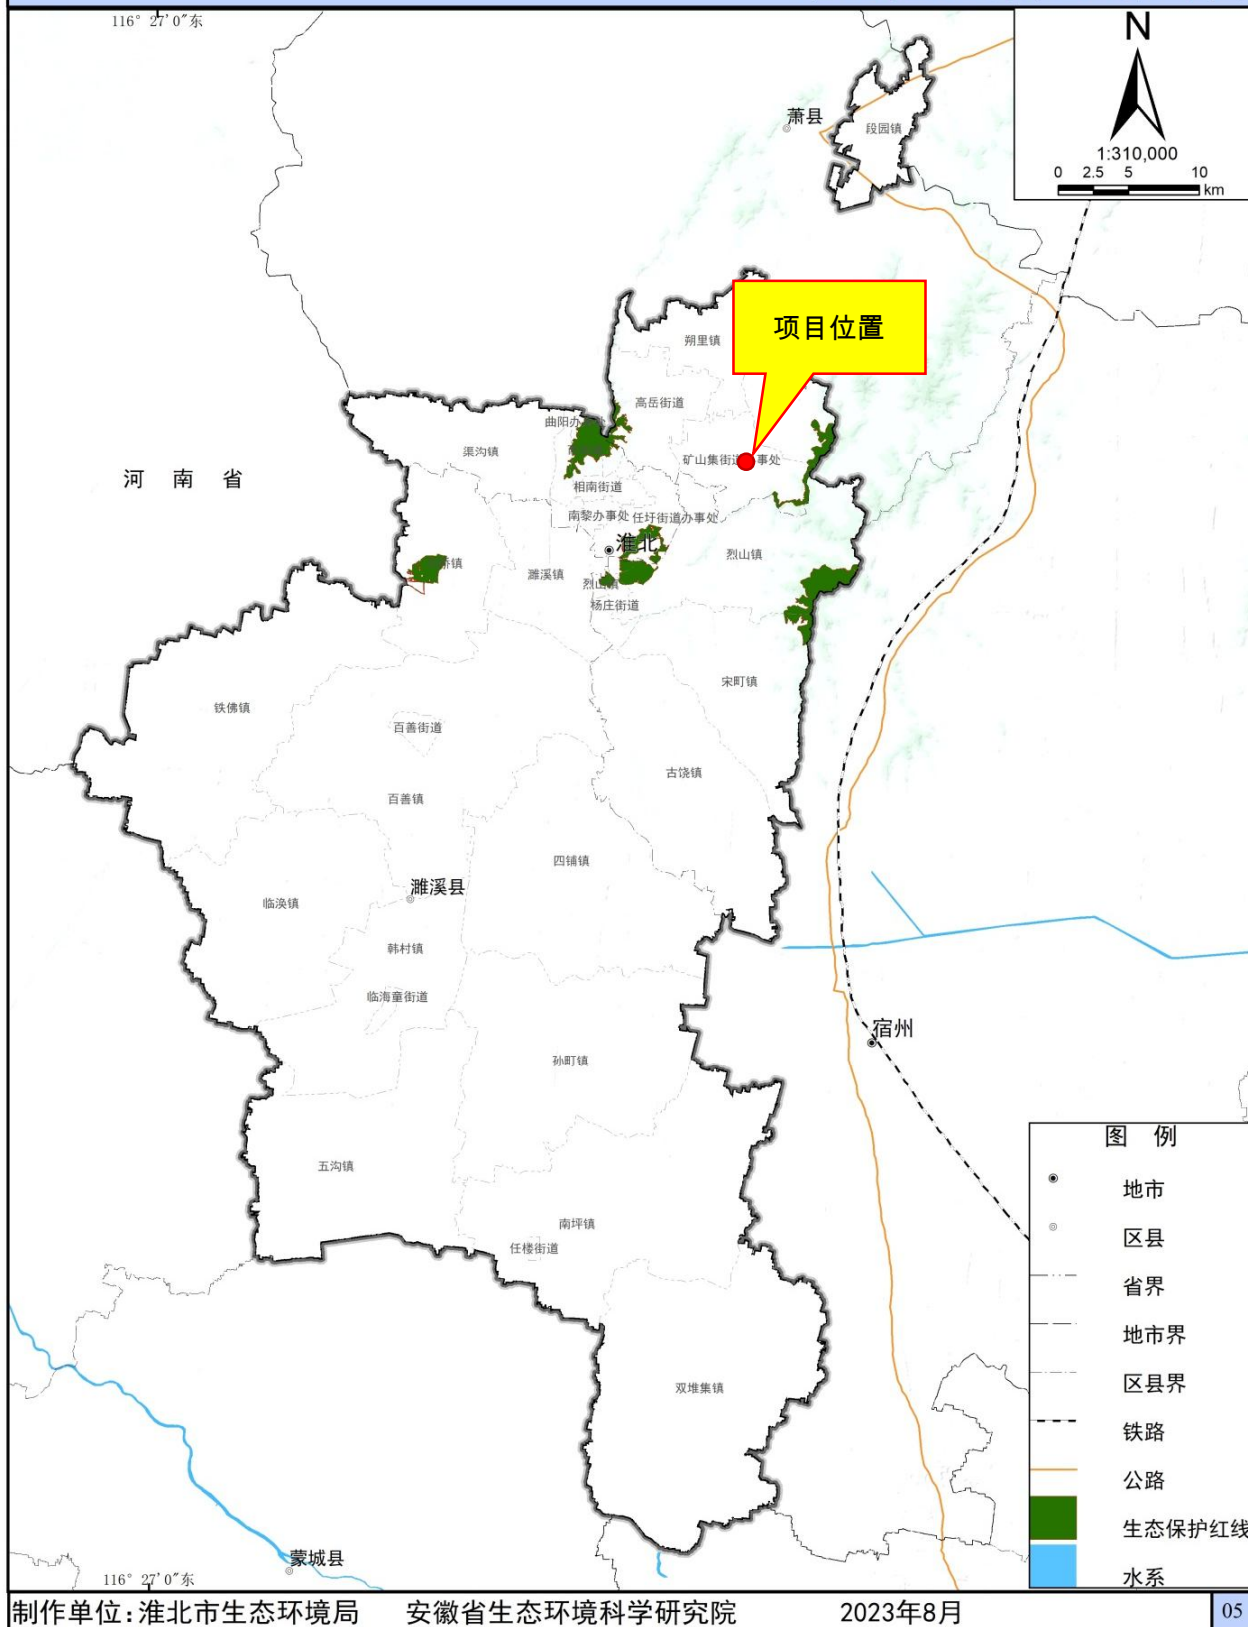 116° 27′0″东
N
1:310,000
0 2.5 5 10
km
萧县
段园镇
项目位置
朔里镇
高岳街道
曲阳办
处
渠沟镇
矿山集街道
事处
河 南 省
相南街道
南黎办事处
任圩街道办事处
淮北
桥镇
濉溪镇
烈山镇
烈山镇
杨庄街道
宋町镇
铁佛镇
百善街道
古饶镇
百善镇
四铺镇
濉溪县
临涣镇
韩村镇
临海童街道
宿州
孙町镇
五沟镇
南坪镇
任楼街道
双堆集镇
蒙城县
图 例
地市
区县
省界
地市界
区县界
铁路
公路
生态保护红线
水系
116° 27′0″东
制作单位:淮北市生态环境局 安徽省生态环境科学研究院 2023年8月
05